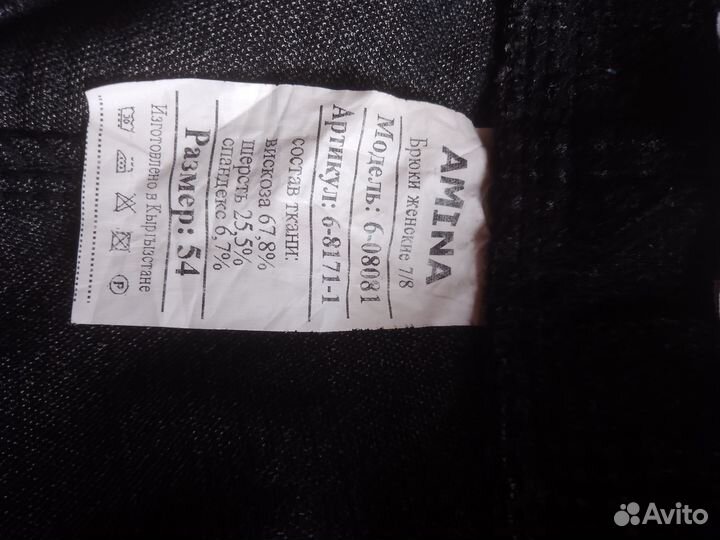 AMINA
Брюки женские 7/8
Модель: 6-08081
Артикул: 6-8171-1
состав ткани:
вискоза 67,8%
шерсть 25,5%
спандекс 6,7%
Размер: 54
Изготовлено в Кыргызстане
30
P
Avito